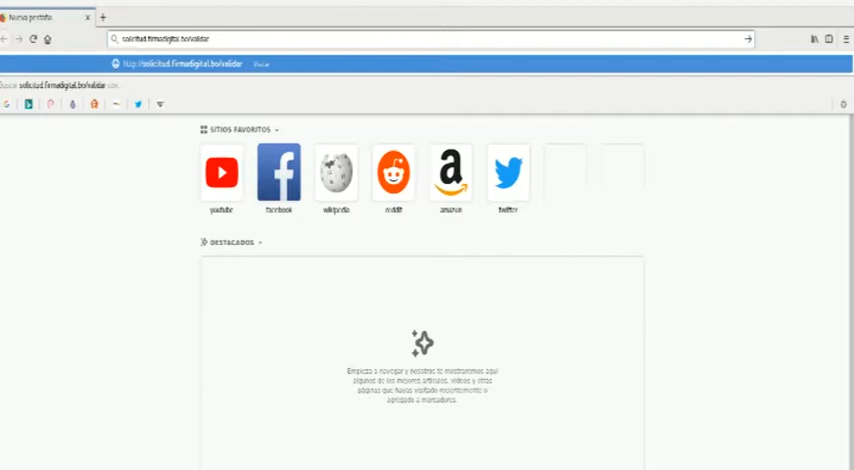 Nueva pestaña
solicitud.firmadigital.bo/validar
http://solicitud.firmadigital.bo/validar Visitar
Buscar solicitud.firmadigital.bo/validar con:
SITIOS FAVORITOS
youtube facebook wikipedia reddit amazon twitter
DESTACADOS
Empieza a navegar y nosotros te mostraremos aquí
algunos de los mejores artículos, videos y otras
páginas que hayas visitado recientemente o
agregado a marcadores.